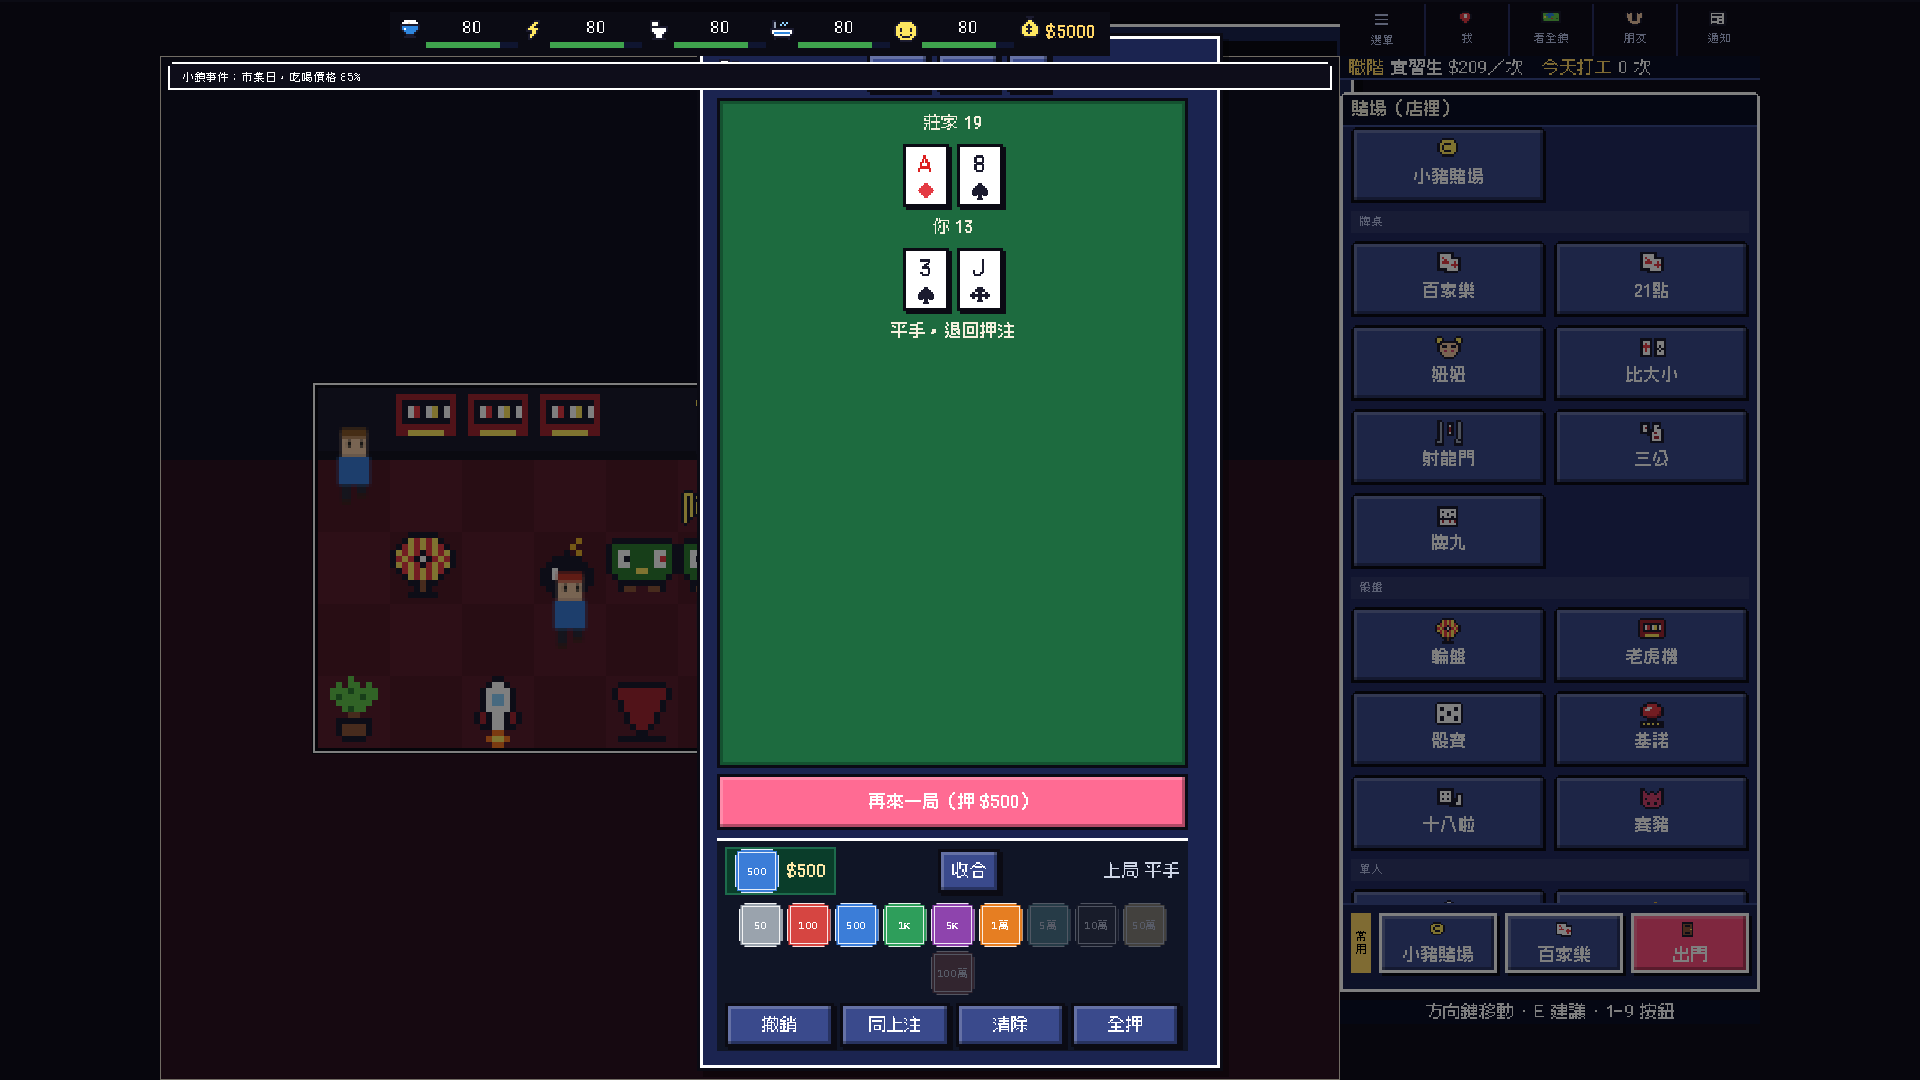 80
80
80
80
80
$5000
選單
我
看全鎮
朋友
通知
小鎮事件：市集日，吃喝價格 85%
職階 實習生 $209／次 今天打工 0 次
賭場（店裡）
小豬賭場
牌桌
百家樂
21點
妞妞
比大小
射龍門
三公
牌九
骰盤
輪盤
老虎機
骰寶
基諾
十八啦
賽豬
單人
常用
小豬賭場
百家樂
出門
方向鍵移動 · E 建議 · 1-9 按鈕
莊家 19
A
8
你 13
3
J
平手，退回押注
再來一局（押 $500）
500
$500
收合
上局 平手
50
100
500
1K
5K
1萬
5萬
10萬
50萬
100萬
撤銷
同上注
清除
全押